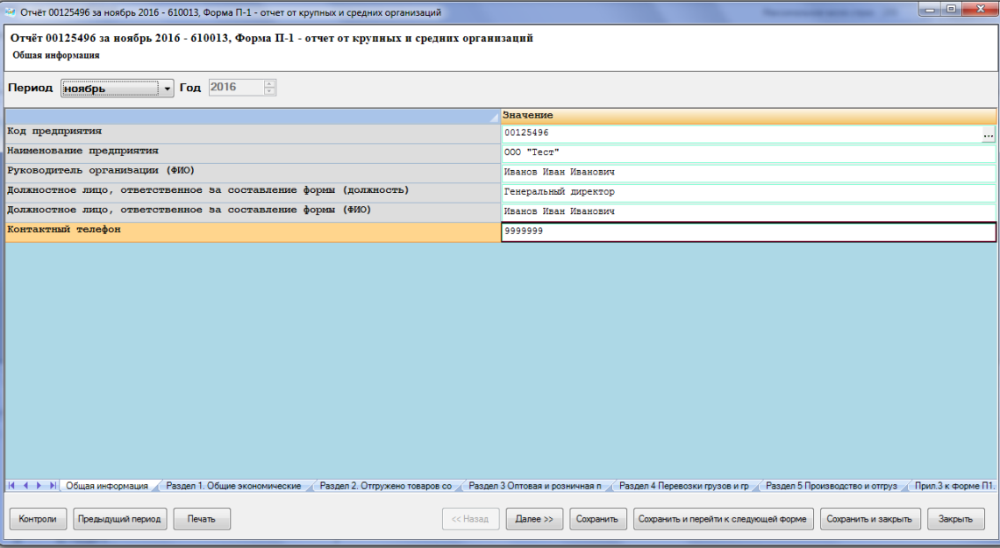 Отчёт 00125496 за ноябрь 2016 - 610013, Форма П-1 - отчет от крупных и средних организаций
Отчёт 00125496 за ноябрь 2016 - 610013, Форма П-1 - отчет от крупных и средних организаций
Общая информация
Период ноябрь Год 2016
Значение
Код предприятия 00125496 ...
Наименование предприятия ООО "Тест"
Руководитель организации (ФИО) Иванов Иван Иванович
Должностное лицо, ответственное за составление формы (должность) Генеральный директор
Должностное лицо, ответственное за составление формы (ФИО) Иванов Иван Иванович
Контактный телефон 9999999
Общая информация Раздел 1. Общие экономические Раздел 2. Отгружено товаров со Раздел 3 Оптовая и розничная п Раздел 4 Перевозки грузов и гр Раздел 5 Производство и отгруз Прил.3 к форме П1.
Контроли Предыдущий период Печать << Назад Далее >> Сохранить Сохранить и перейти к следующей форме Сохранить и закрыть Закрыть